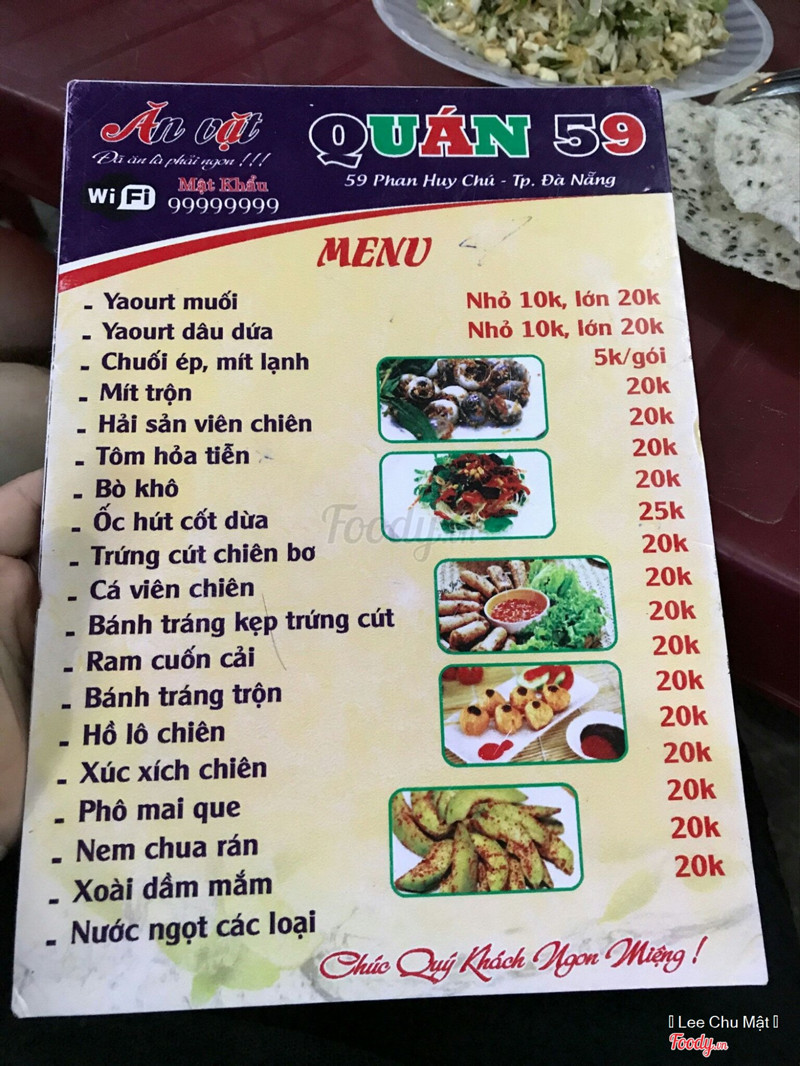 Ăn vặt
Đã ăn là phải ngon !!!
WiFi Mật Khẩu
99999999
QUÁN 59
59 Phan Huy Chú - Tp. Đà Nẵng
MENU
- Yaourt muối Nhỏ 10k, lớn 20k
- Yaourt dâu dứa Nhỏ 10k, lớn 20k
- Chuối ép, mít lạnh 5k/gói
- Mít trộn 20k
- Hải sản viên chiên 20k
- Tôm hỏa tiễn 20k
- Bò khô 20k
- Ốc hút cốt dừa 25k
- Trứng cút chiên bơ 20k
- Cá viên chiên 20k
- Bánh tráng kẹp trứng cút 20k
- Ram cuốn cải 20k
- Bánh tráng trộn 20k
- Hồ lô chiên 20k
- Xúc xích chiên 20k
- Phô mai que 20k
- Nem chua rán 20k
- Xoài dầm mắm 20k
- Nước ngọt các loại
Chúc Quý Khách Ngon Miệng !
Foody.vn
Lee Chu Mật
Foody.vn